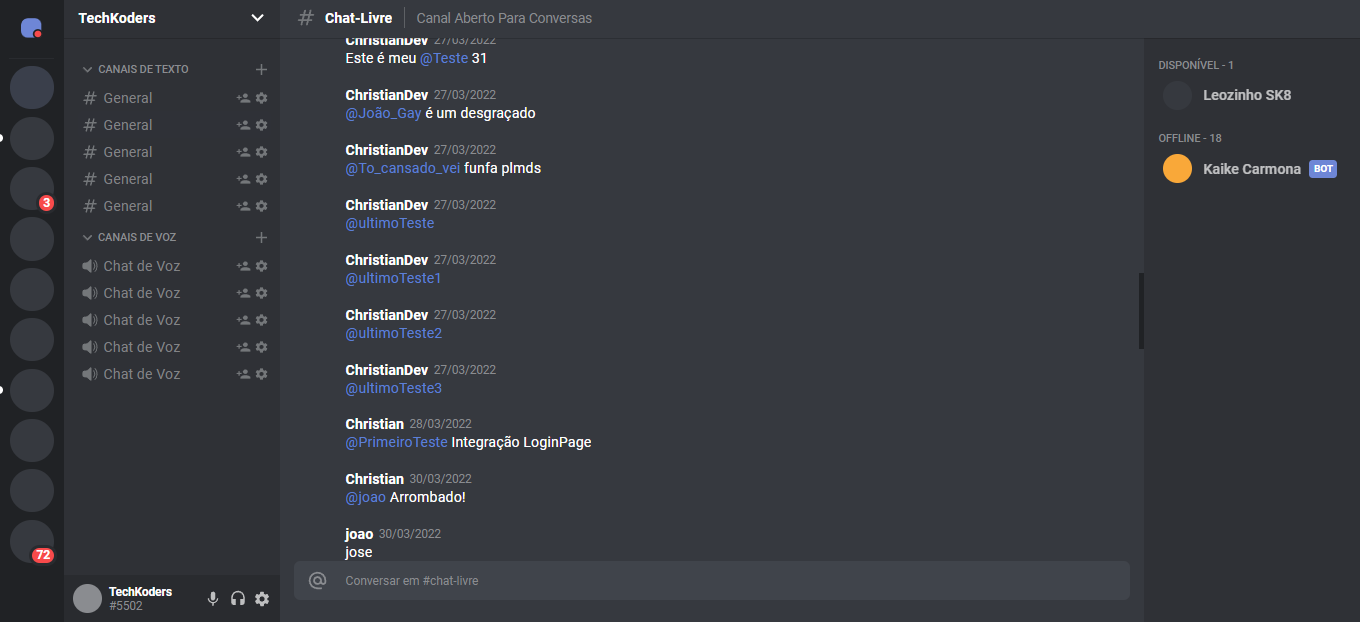 TechKoders
Chat-Livre
Canal Aberto Para Conversas
CANAIS DE TEXTO
General
General
General
General
General
CANAIS DE VOZ
Chat de Voz
Chat de Voz
Chat de Voz
Chat de Voz
Chat de Voz
3
72
TechKoders
#5502
ChristianDev 27/03/2022
Este é meu @Teste 31
ChristianDev 27/03/2022
@João_Gay é um desgraçado
ChristianDev 27/03/2022
@To_cansado_vei funfa plmds
ChristianDev 27/03/2022
@ultimoTeste
ChristianDev 27/03/2022
@ultimoTeste1
ChristianDev 27/03/2022
@ultimoTeste2
ChristianDev 27/03/2022
@ultimoTeste3
Christian 28/03/2022
@PrimeiroTeste Integração LoginPage
Christian 30/03/2022
@joao Arrombado!
joao 30/03/2022
jose
Conversar em #chat-livre
DISPONÍVEL - 1
Leozinho SK8
OFFLINE - 18
Kaike Carmona BOT